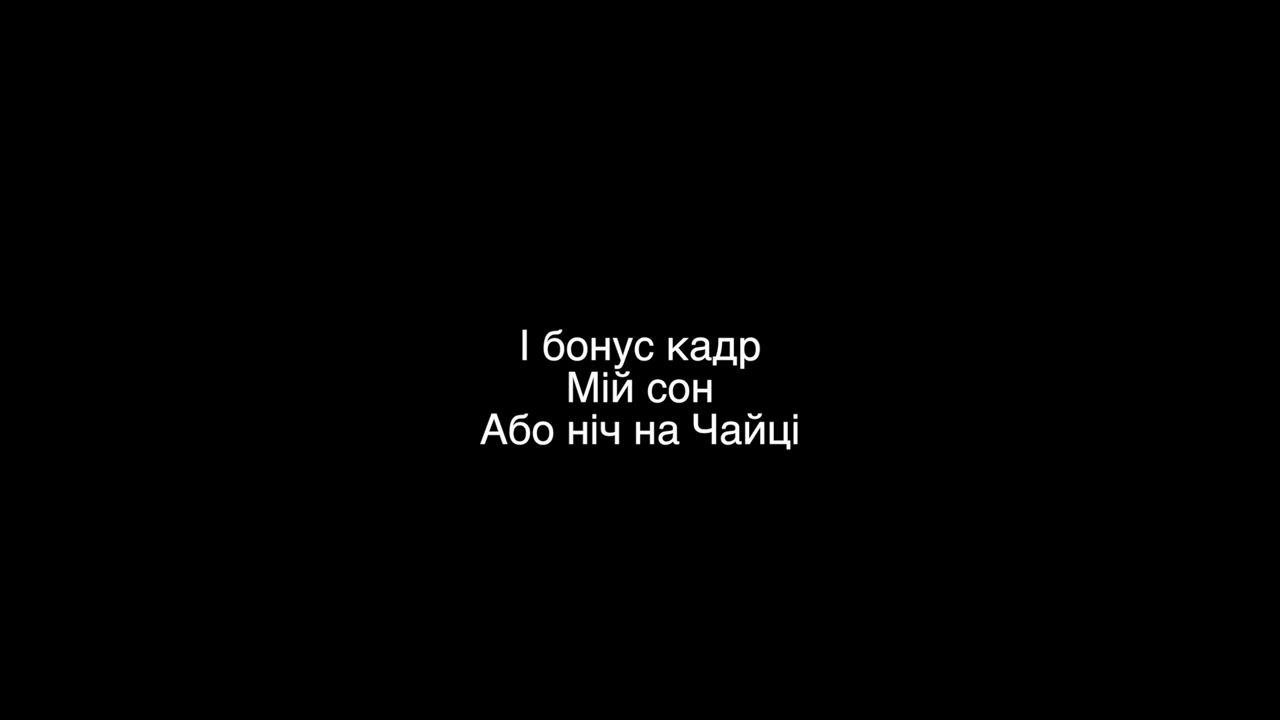 І бонус кадр
Мій сон
Або ніч на Чайці